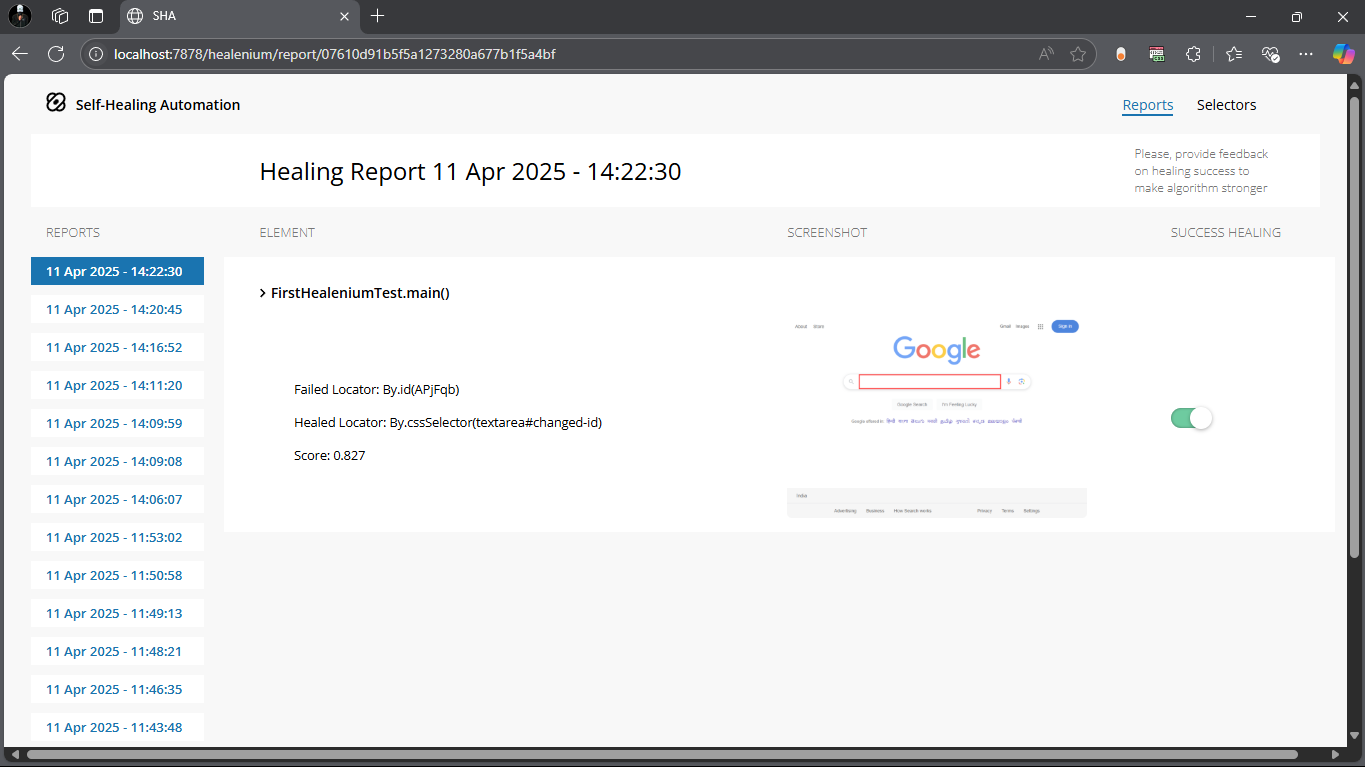 SHA
localhost:7878/healenium/report/07610d91b5f5a1273280a677b1f5a4bf
Self-Healing Automation
Reports
Selectors
Healing Report 11 Apr 2025 - 14:22:30
Please, provide feedback
on healing success to
make algorithm stronger
REPORTS
ELEMENT
SCREENSHOT
SUCCESS HEALING
11 Apr 2025 - 14:22:30
11 Apr 2025 - 14:20:45
11 Apr 2025 - 14:16:52
11 Apr 2025 - 14:11:20
11 Apr 2025 - 14:09:59
11 Apr 2025 - 14:09:08
11 Apr 2025 - 14:06:07
11 Apr 2025 - 11:53:02
11 Apr 2025 - 11:50:58
11 Apr 2025 - 11:49:13
11 Apr 2025 - 11:48:21
11 Apr 2025 - 11:46:35
11 Apr 2025 - 11:43:48
FirstHealeniumTest.main()
Failed Locator: By.id(APjFqb)
Healed Locator: By.cssSelector(textarea#changed-id)
Score: 0.827
About Store
Gmail Images
Sign in
Google
Google Search I'm Feeling Lucky
Google offered in:
India
Advertising Business How Search works
Privacy Terms Settings